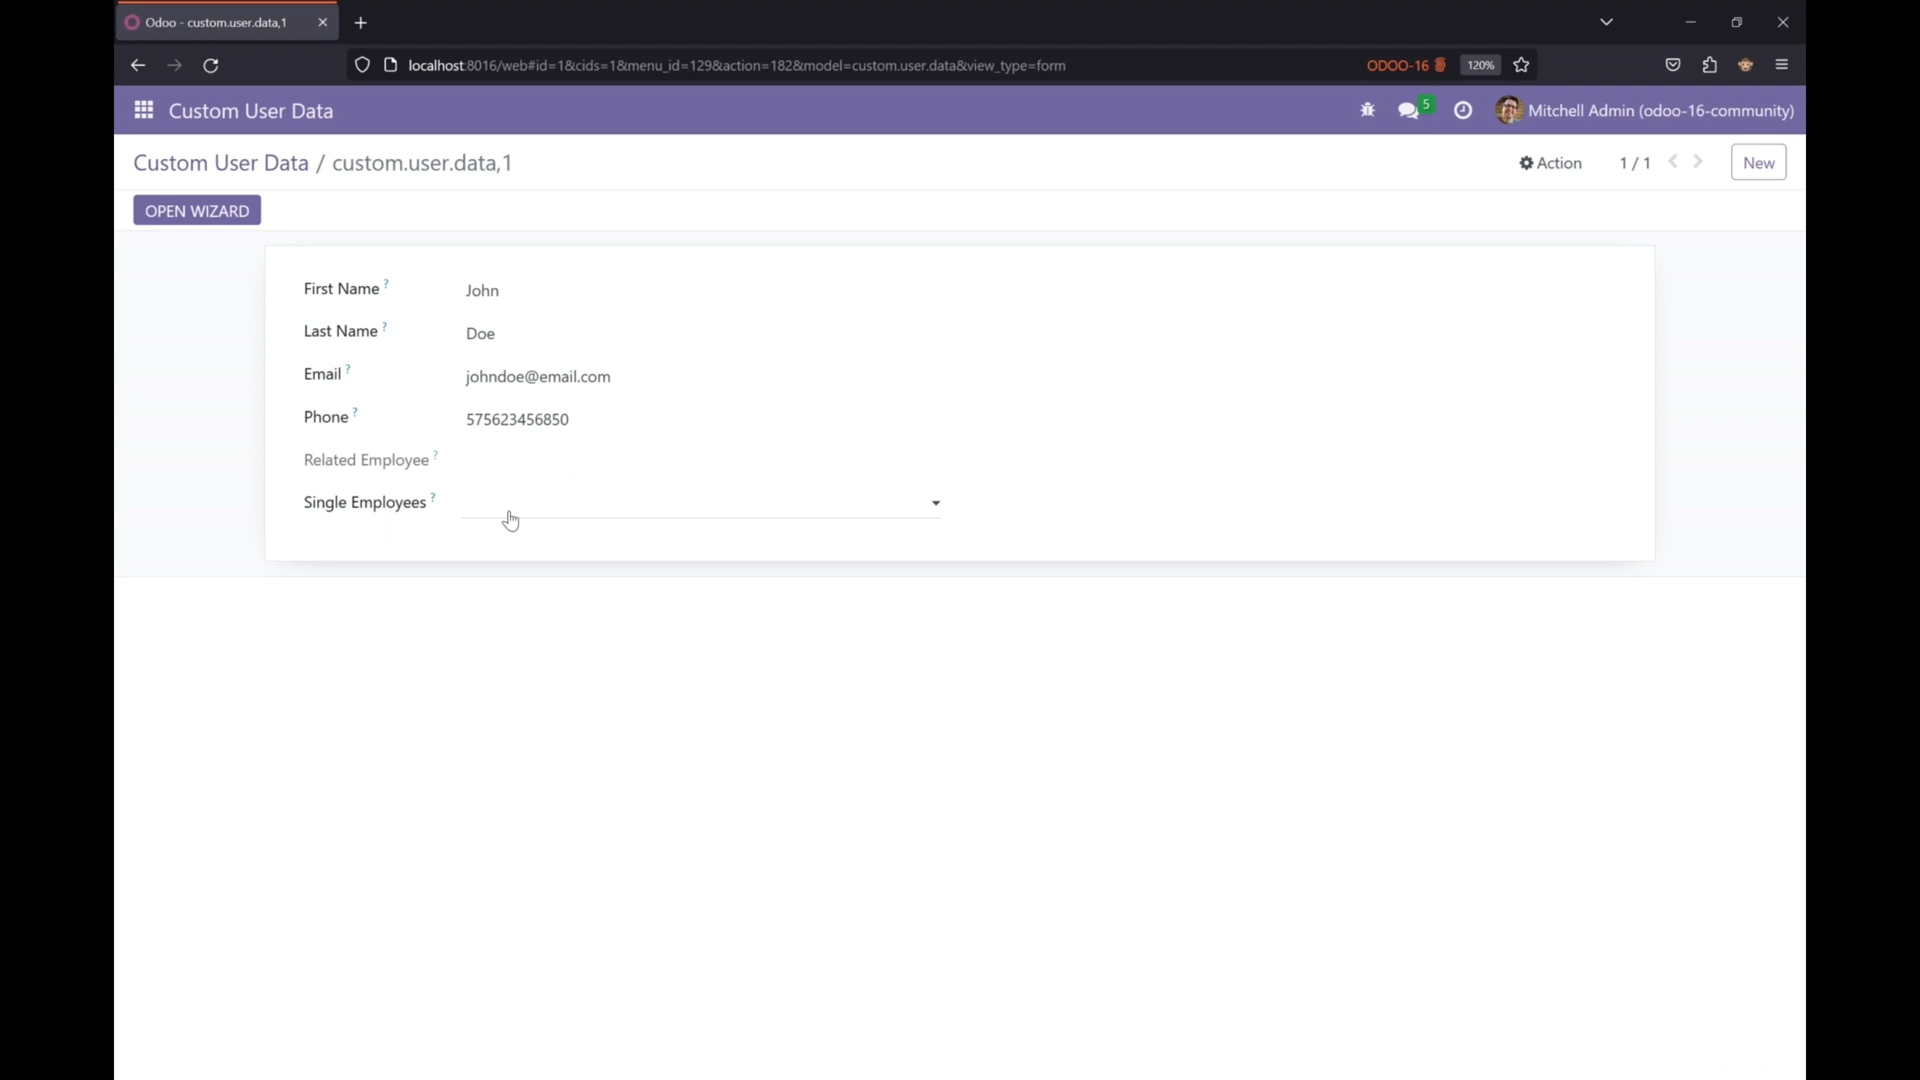 Odoo - custom.user.data,1
localhost:8016/web#id=1&cids=1&menu_id=129&action=182&model=custom.user.data&view_type=form
ODOO-16
120%
Custom User Data
5
Mitchell Admin (odoo-16-community)
Custom User Data / custom.user.data,1
Action
1 / 1
New
OPEN WIZARD
First Name ?
John
Last Name ?
Doe
Email ?
johndoe@email.com
Phone ?
575623456850
Related Employee ?
Single Employees ?